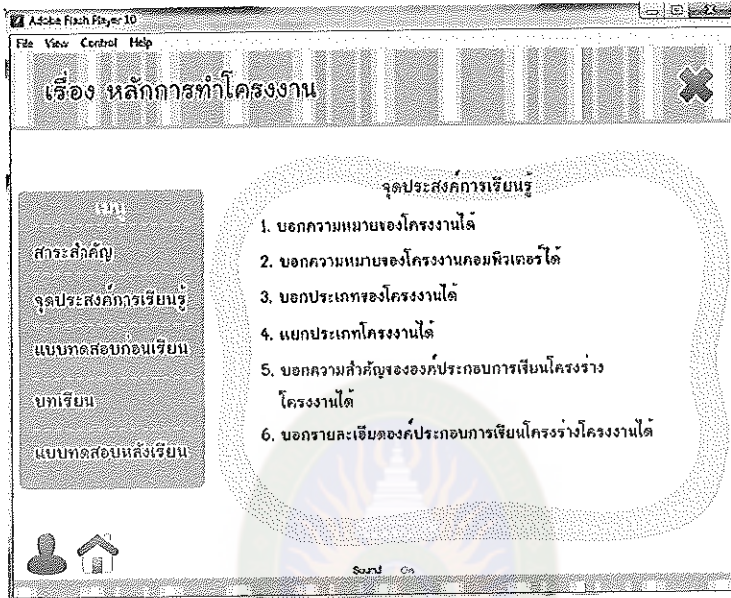 Adobe Flash Player 10
File View Control Help
เรื่อง หลักการทำโครงงาน
จุดประสงค์การเรียนรู้
1. บอกความหมายของโครงงานได้
2. บอกความหมายของโครงงานคอมพิวเตอร์ได้
3. บอกประเภทของโครงงานได้
4. แยกประเภทโครงงานได้
5. บอกความสำคัญขององค์ประกอบการเขียนโครงร่าง
โครงงานได้
6. บอกรายละเอียดองค์ประกอบการเขียนโครงร่างโครงงานได้
เมนู
สาระสำคัญ
จุดประสงค์การเรียนรู้
แบบทดสอบก่อนเรียน
บทเรียน
แบบทดสอบหลังเรียน
Sound On